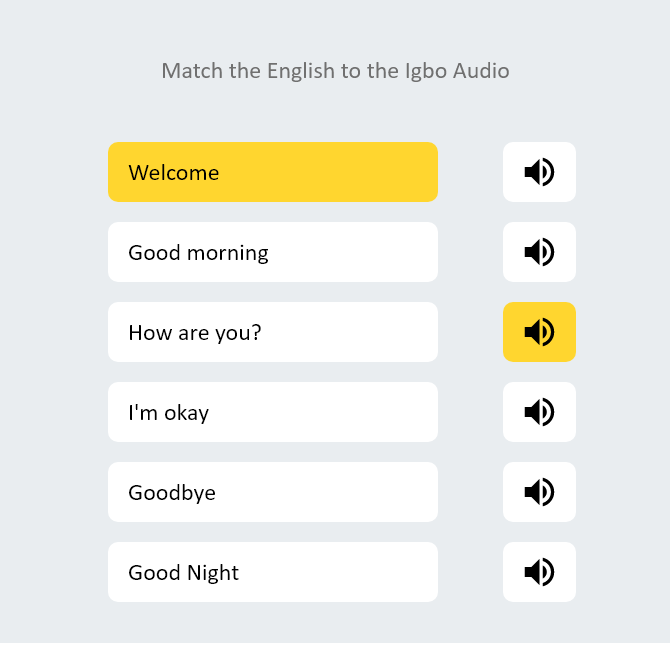 Match the English to the Igbo Audio
Welcome
Good morning
How are you?
I'm okay
Goodbye
Good Night